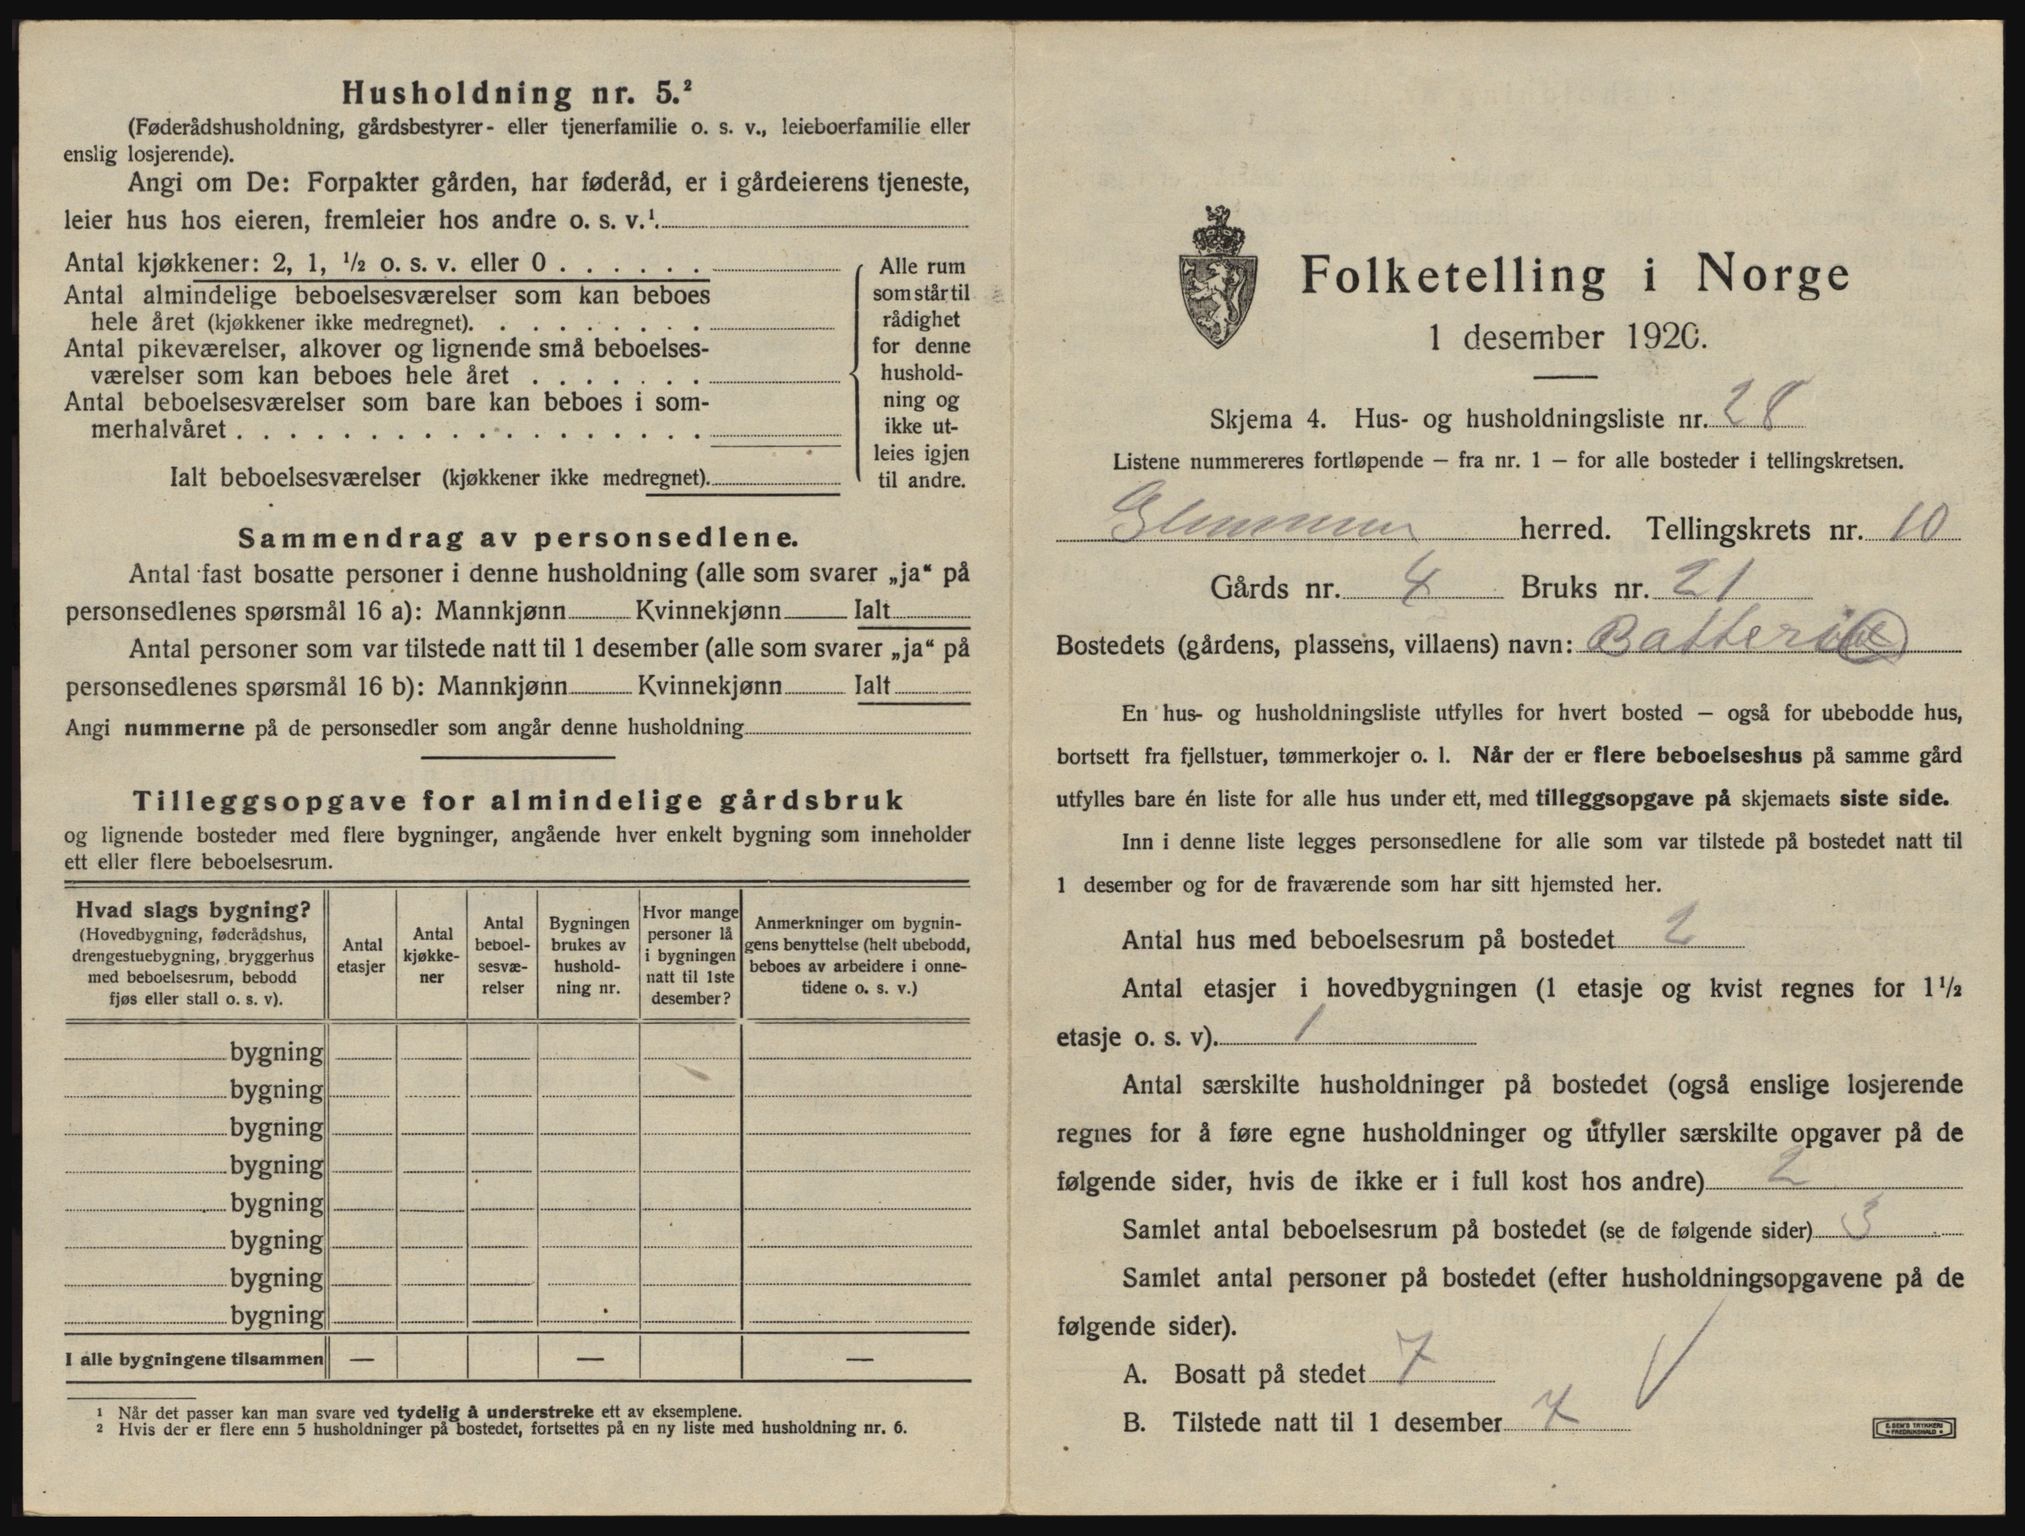 Husholdning nr. 5.²
(Føderådshusholdning, gårdsbestyrer- eller tjenerfamilie o. s. v., leieboerfamilie eller
enslig losjerende).
Angi om De: Forpakter gården, har føderåd, er i gårdeierens tjeneste,
leier hus hos eieren, fremleier hos andre o. s. v.¹.
Antal kjøkkener: 2, 1, ½ o. s. v. eller 0 . . . . . .
Antal almindelige beboelsesværelser som kan beboes
hele året (kjøkkener ikke medregnet). . . . . . . . .
Antal pikeværelser, alkover og lignende små beboelses-
værelser som kan beboes hele året . . . . . . .
Antal beboelsesværelser som bare kan beboes i som-
merhalvåret . . . . . . . . . . . . . . . . . .
Ialt beboelsesværelser (kjøkkener ikke medregnet).
Alle rum
som står til
rådighet
for denne
hushold-
ning og
ikke ut-
leies igjen
til andre.
Sammendrag av personsedlene.
Antal fast bosatte personer i denne husholdning (alle som svarer „ja“ på
personsedlenes spørsmål 16 a): Mannkjønn Kvinnekjønn Ialt
Antal personer som var tilstede natt til 1 desember (alle som svarer „ja“ på
personsedlenes spørsmål 16 b): Mannkjønn Kvinnekjønn Ialt
Angi nummerne på de personsedler som angår denne husholdning
Tilleggsopgave for almindelige gårdsbruk
og lignende bosteder med flere bygninger, angående hver enkelt bygning som inneholder
ett eller flere beboelsesrum.
Hvad slags bygning?
(Hovedbygning, føderådshus,
drengestuebygning, bryggerhus
med beboelsesrum, bebodd
fjøs eller stall o. s. v).
Antal
etasjer
Antal
kjøkke-
ner
Antal
beboel-
sesvæ-
relser
Bygningen
brukes av
hushold-
ning nr.
Hvor mange
personer lå
i bygningen
natt til 1ste
desember?
Anmerkninger om bygnin-
gens benyttelse (helt ubebodd,
beboes av arbeidere i onne-
tidene o. s. v.)
bygning
bygning
bygning
bygning
bygning
bygning
bygning
bygning
I alle bygningene tilsammen — — —
¹ Når det passer kan man svare ved tydelig å understreke ett av eksemplene.
² Hvis der er flere enn 5 husholdninger på bostedet, fortsettes på en ny liste med husholdning nr. 6.
Folketelling i Norge
1 desember 1920.
Skjema 4. Hus- og husholdningsliste nr. 28
Listene nummereres fortløpende — fra nr. 1 — for alle bosteder i tellingskretsen.
Glemmen herred. Tellingskrets nr. 10
Gårds nr. 4 Bruks nr. 21
Bostedets (gårdens, plassens, villaens) navn: Batterie
En hus- og husholdningsliste utfylles for hvert bosted — også for ubebodde hus,
bortsett fra fjellstuer, tømmerkojer o. l. Når der er flere beboelseshus på samme gård
utfylles bare én liste for alle hus under ett, med tilleggsopgave på skjemaets siste side.
Inn i denne liste legges personsedlene for alle som var tilstede på bostedet natt til
1 desember og for de fraværende som har sitt hjemsted her.
Antal hus med beboelsesrum på bostedet 2
Antal etasjer i hovedbygningen (1 etasje og kvist regnes for 1½
etasje o. s. v). 1
Antal særskilte husholdninger på bostedet (også enslige losjerende
regnes for å føre egne husholdninger og utfyller særskilte opgaver på de
følgende sider, hvis de ikke er i full kost hos andre) 2
Samlet antal beboelsesrum på bostedet (se de følgende sider) 3
Samlet antal personer på bostedet (efter husholdningsopgavene på de
følgende sider).
A. Bosatt på stedet 7
B. Tilstede natt til 1 desember 7
E. SEM'S TRYKKERI
FREDRIKSHALD